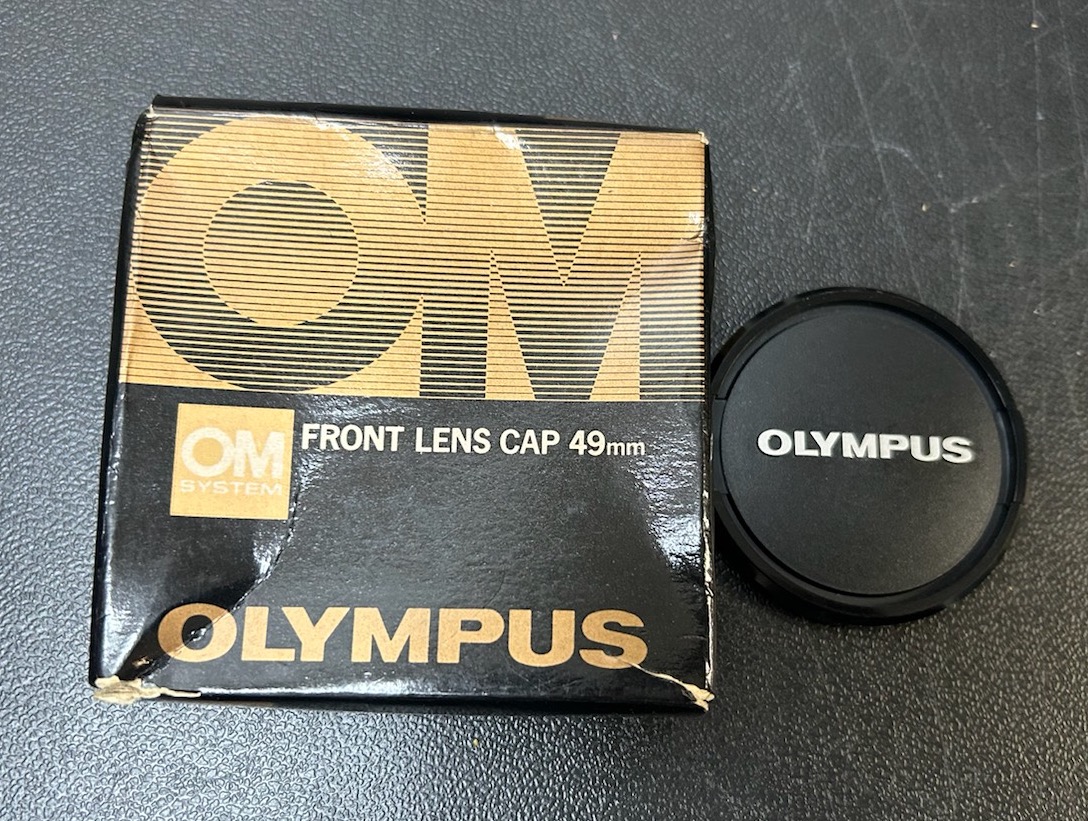 OM
OM
SYSTEM
FRONT LENS CAP 49mm
OLYMPUS
OLYMPUS